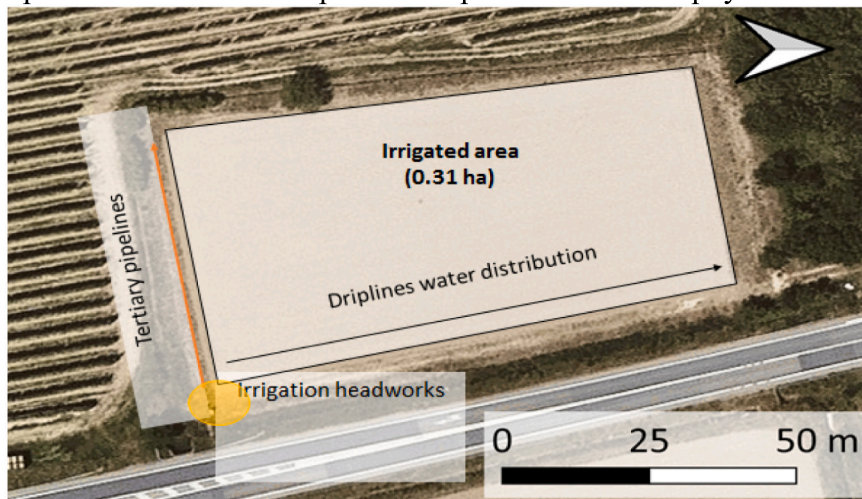 Irrigated area
(0.31 ha)
Tertiary pipelines
Driplines water distribution
Irrigation headworks
0 25 50 m